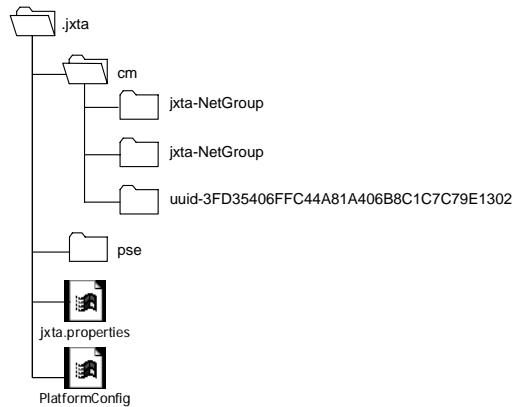 .jxta
cm
jxta-NetGroup
jxta-NetGroup
uuid-3FD35406FFC44A81A406B8C1C7C79E1302
pse
jxta.properties
PlatformConfig